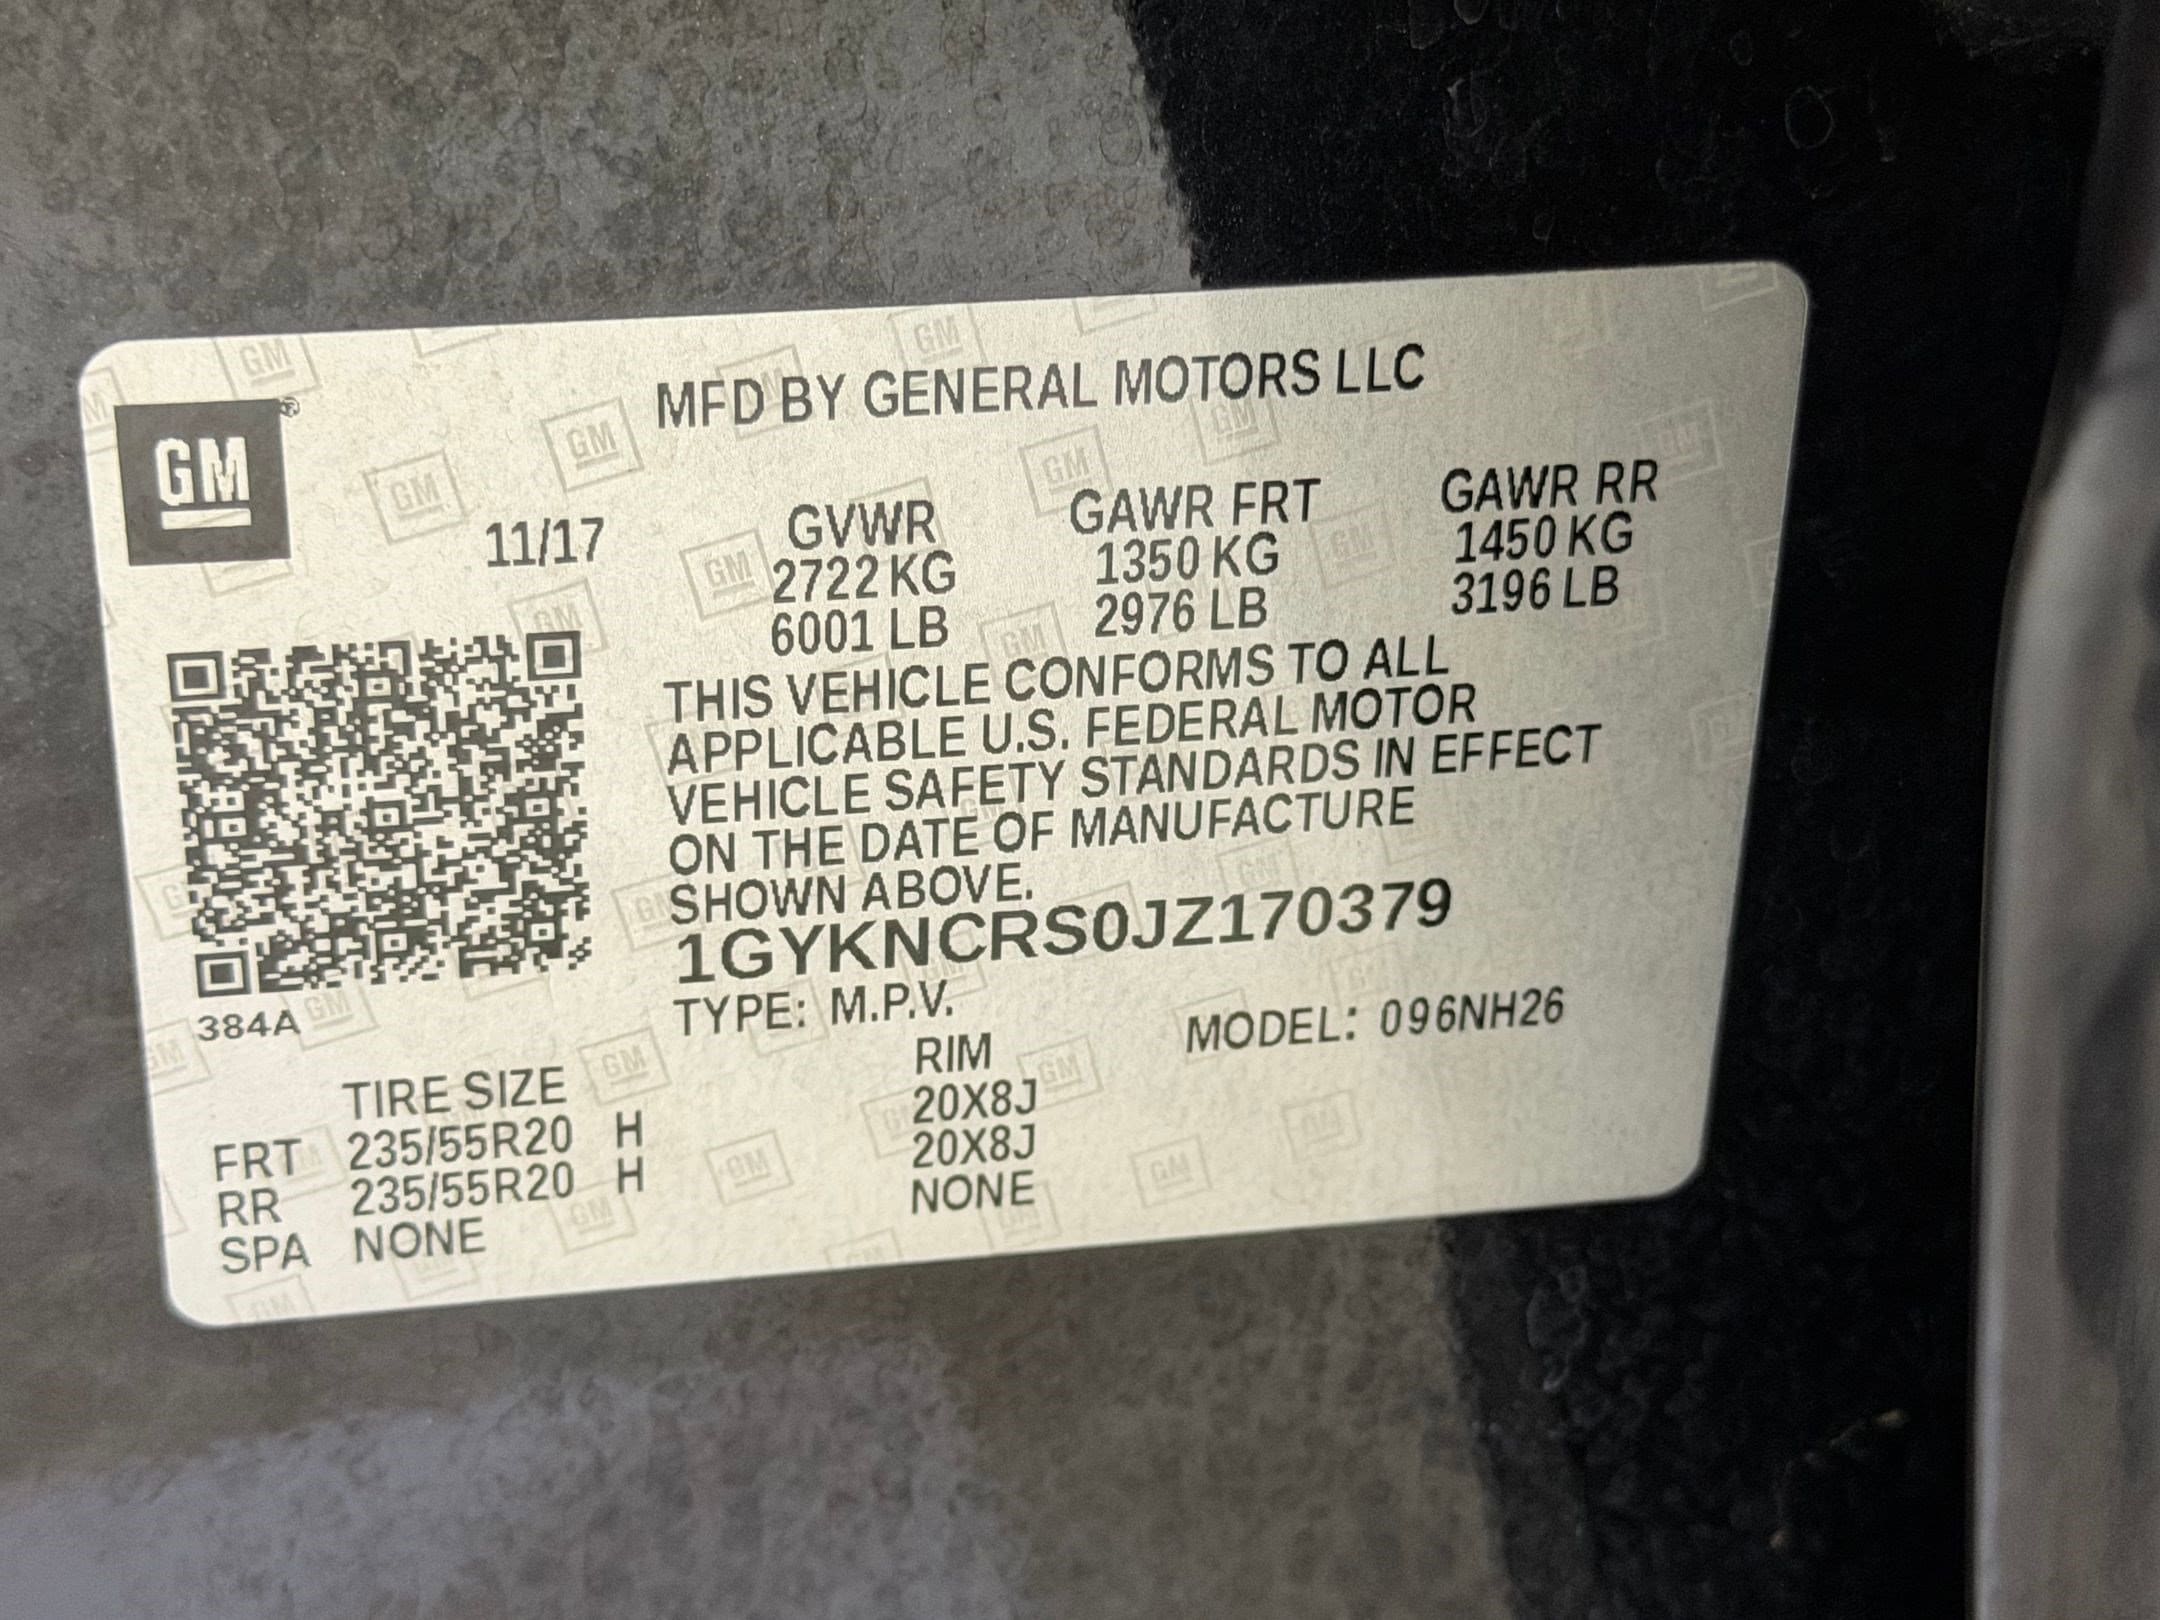 GM
MFD BY GENERAL MOTORS LLC
11/17 GVWR GAWR FRT GAWR RR
2722 KG 1350 KG 1450 KG
6001 LB 2976 LB 3196 LB
THIS VEHICLE CONFORMS TO ALL
APPLICABLE U.S. FEDERAL MOTOR
VEHICLE SAFETY STANDARDS IN EFFECT
ON THE DATE OF MANUFACTURE
SHOWN ABOVE.
1GYKNCRS0JZ170379
384A
TYPE: M.P.V. MODEL: 096NH26
TIRE SIZE RIM
FRT 235/55R20 H 20X8J
RR 235/55R20 H 20X8J
SPA NONE NONE